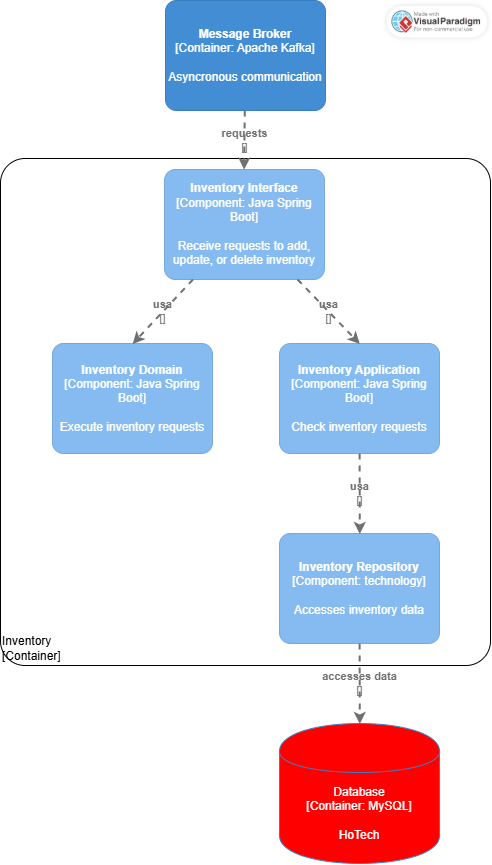 Made with
VisualParadigm
For non-commercial use
Message Broker
[Container: Apache Kafka]
Asyncronous communication
requests
[]
Inventory Interface
[Component: Java Spring
Boot]
Receive requests to add,
update, or delete inventory
usa
[]
usa
[]
Inventory Domain
[Component: Java Spring
Boot]
Execute inventory requests
Inventory Application
[Component: Java Spring
Boot]
Check inventory requests
usa
[]
Inventory Repository
[Component: technology]
Accesses inventory data
Inventory
[Container]
accesses data
[]
Database
[Container: MySQL]
HoTech